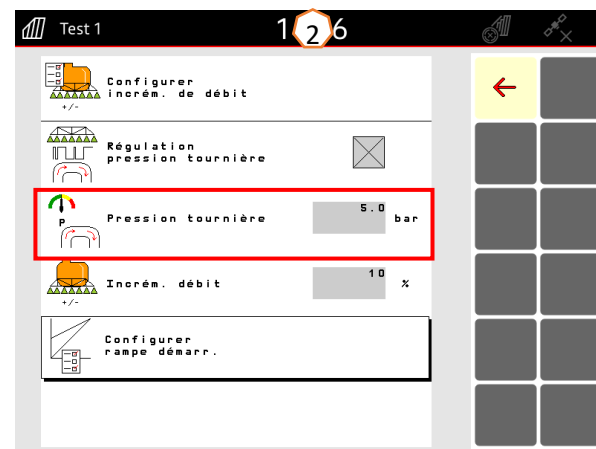 Test 1
1 2 6
Configurer
incrém. de débit
+/-
Régulation
pression tournière
P
Pression tournière
5.0
bar
Incrém. débit
10
%
+/-
Configurer
rampe démarr.